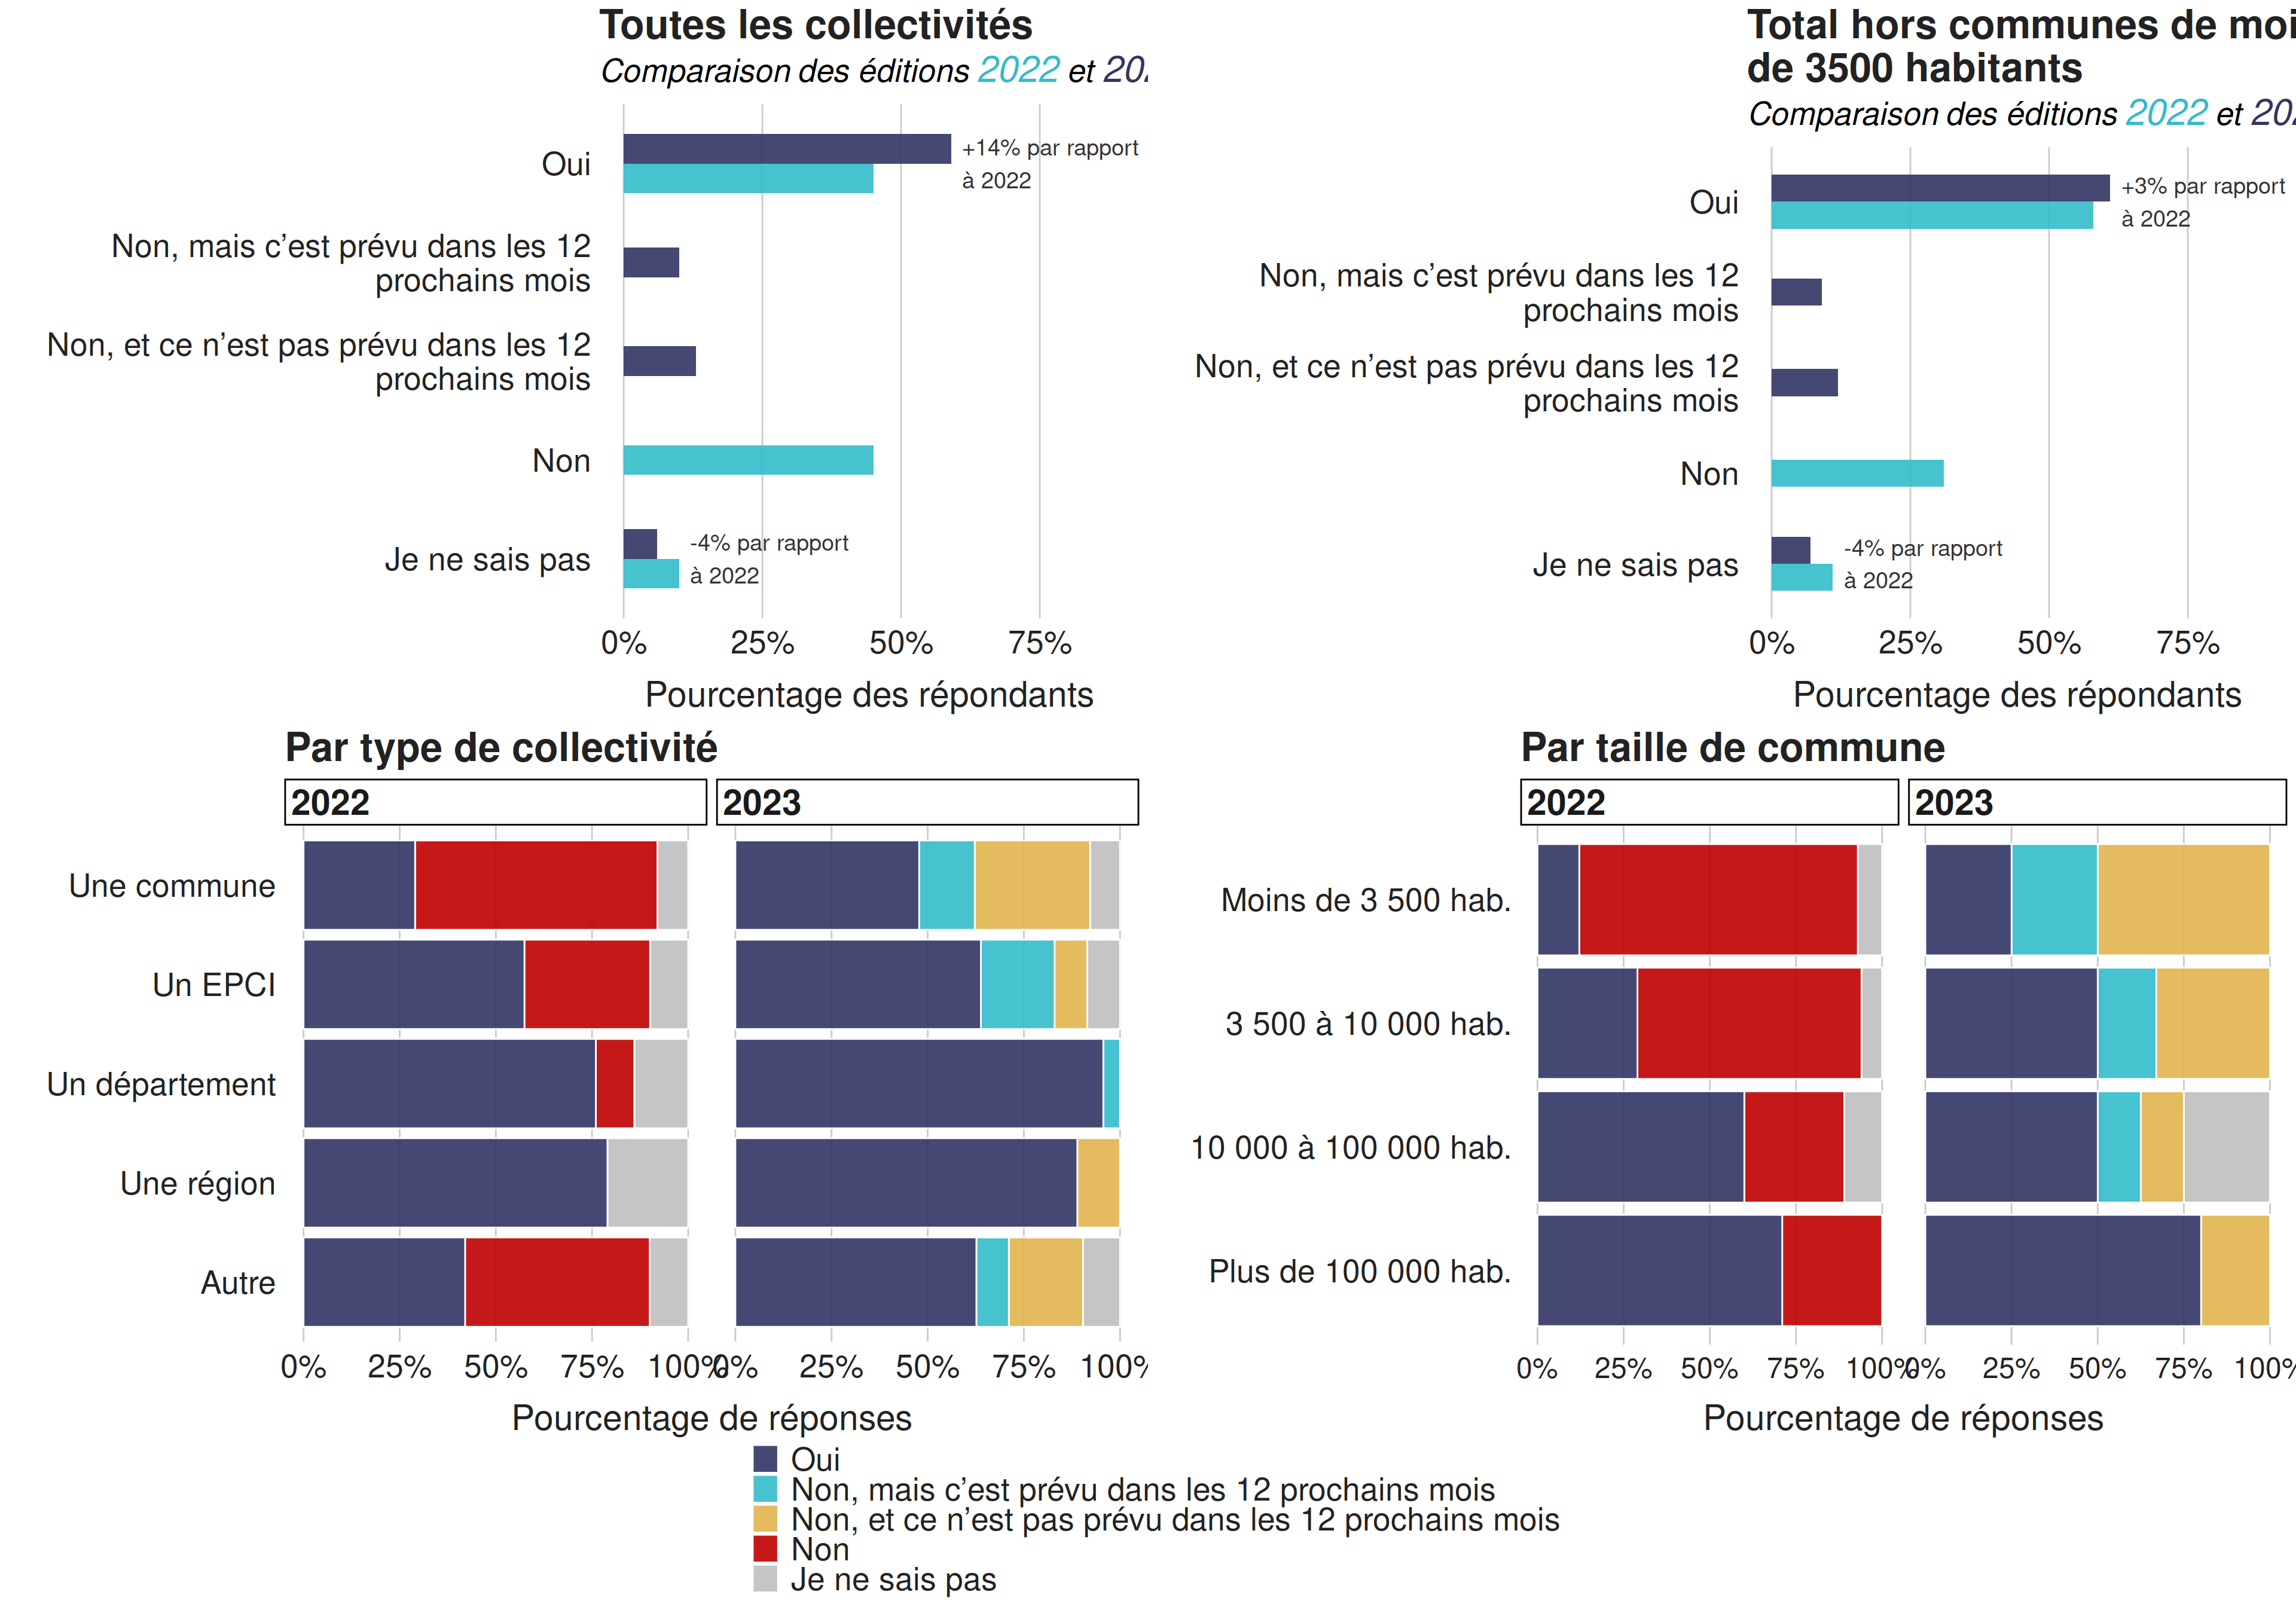 Toutes les collectivités
Comparaison des éditions 2022 et
+14% par rapport
à 2022
Oui
Non, mais c’est prévu dans les 12
prochains mois
Non, et ce n’est pas prévu dans les 12
prochains mois
Non
Je ne sais pas
-4% par rapport
à 2022
0% 25% 50% 75%
Pourcentage des répondants
Total hors communes de
de 3500 habitants
Comparaison des éditions 2022 et
+3% par rapport
à 2022
Oui
Non, mais c’est prévu dans les 12
prochains mois
Non, et ce n’est pas prévu dans les 12
prochains mois
Non
Je ne sais pas
-4% par rapport
à 2022
0% 25% 50% 75%
Pourcentage des répondants
Par type de collectivité
2022 2023
Une commune
Un EPCI
Un département
Une région
Autre
0% 25% 50% 75% 100% 0% 25% 50% 75% 100%
Pourcentage de réponses
Par taille de commune
2022 2023
Moins de 3 500 hab.
3 500 à 10 000 hab.
10 000 à 100 000 hab.
Plus de 100 000 hab.
0% 25% 50% 75% 100% 0% 25% 50% 75% 100%
Pourcentage de réponses
Oui
Non, mais c’est prévu dans les 12 prochains mois
Non, et ce n’est pas prévu dans les 12 prochains mois
Non
Je ne sais pas